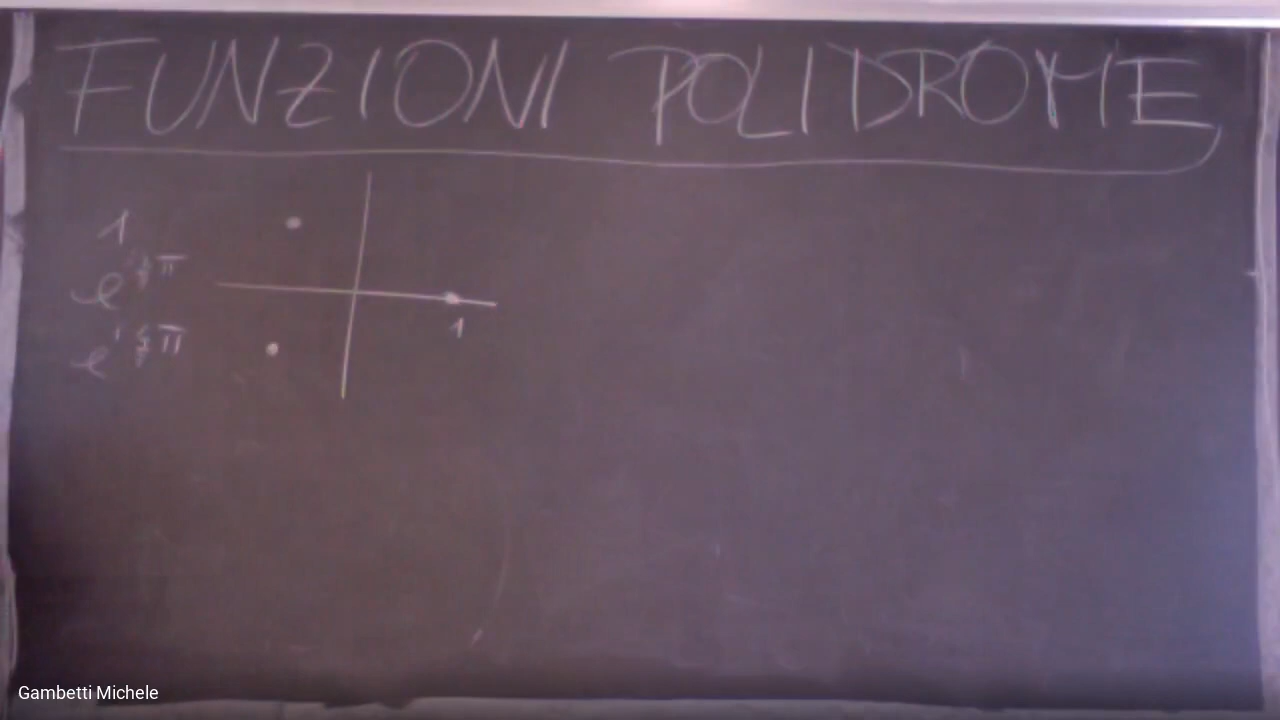 FUNZIONI POLIDROME
1
e^{i 2/3 π}
e^{i 4/3 π}
1
Gambetti Michele